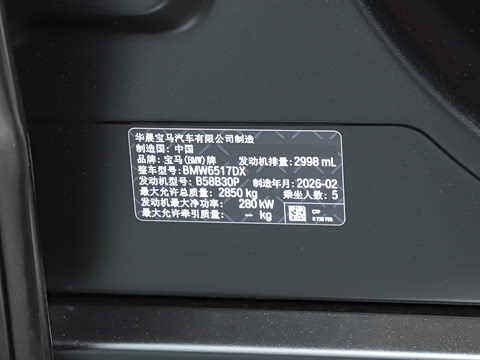 华晨宝马汽车有限公司制造
制造国: 中国
品牌: 宝马(BMW)牌 发动机排量: 2998 mL
整车型号: BMW6517DX
发动机型号: B58B30P 制造年月: 2026-02
最大允许总质量: 2850 kg 乘坐人数: 5
发动机最大净功率: 280 kW
最大允许牵引质量: — kg